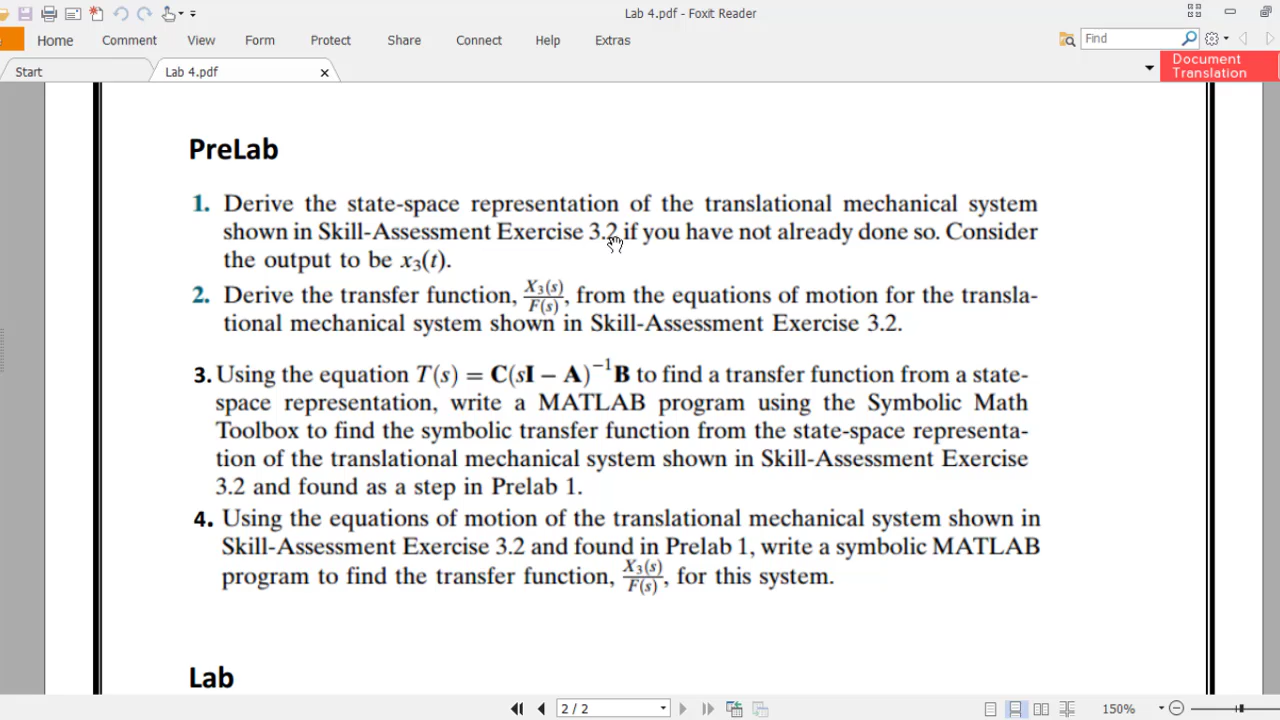 Lab 4.pdf - Foxit Reader
Home Comment View Form Protect Share Connect Help Extras Find
Start Lab 4.pdf Document
Translation
PreLab
1. Derive the state-space representation of the translational mechanical system
shown in Skill-Assessment Exercise 3.2 if you have not already done so. Consider
the output to be x₃(t).
2. Derive the transfer function, X₃(s)/F(s), from the equations of motion for the transla-
tional mechanical system shown in Skill-Assessment Exercise 3.2.
3. Using the equation T(s) = C(sI − A)⁻¹B to find a transfer function from a state-
space representation, write a MATLAB program using the Symbolic Math
Toolbox to find the symbolic transfer function from the state-space representa-
tion of the translational mechanical system shown in Skill-Assessment Exercise
3.2 and found as a step in Prelab 1.
4. Using the equations of motion of the translational mechanical system shown in
Skill-Assessment Exercise 3.2 and found in Prelab 1, write a symbolic MATLAB
program to find the transfer function, X₃(s)/F(s), for this system.
Lab
2 / 2 150%